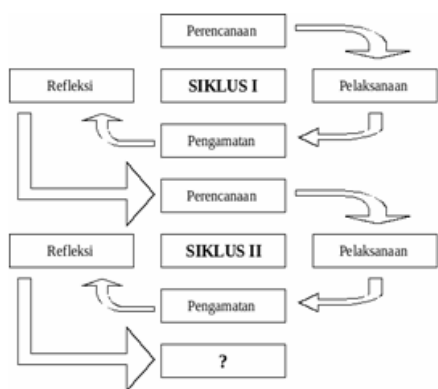 Perencanaan
Refleksi
SIKLUS I
Pelaksanaan
Pengamatan
Perencanaan
Refleksi
SIKLUS II
Pelaksanaan
Pengamatan
?